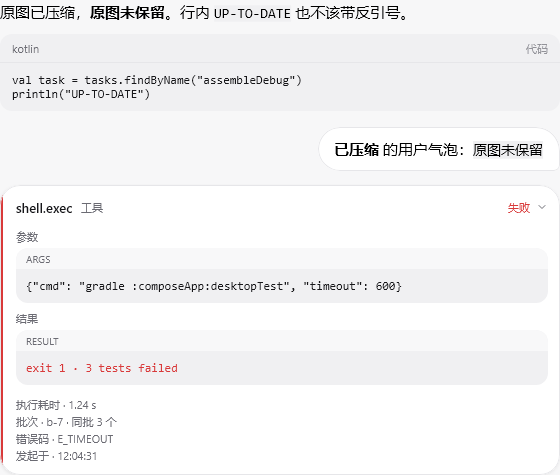 原图已压缩，原图未保留。行内 UP-TO-DATE 也不该带反引号。
kotlin 代码
val task = tasks.findByName("assembleDebug")
println("UP-TO-DATE")
已压缩 的用户气泡：原图未保留
shell.exec 工具 失败
参数
ARGS
{"cmd": "gradle :composeApp:desktopTest", "timeout": 600}
结果
RESULT
exit 1 · 3 tests failed
执行耗时 · 1.24 s
批次 · b-7 · 同批 3 个
错误码 · E_TIMEOUT
发起于 · 12:04:31